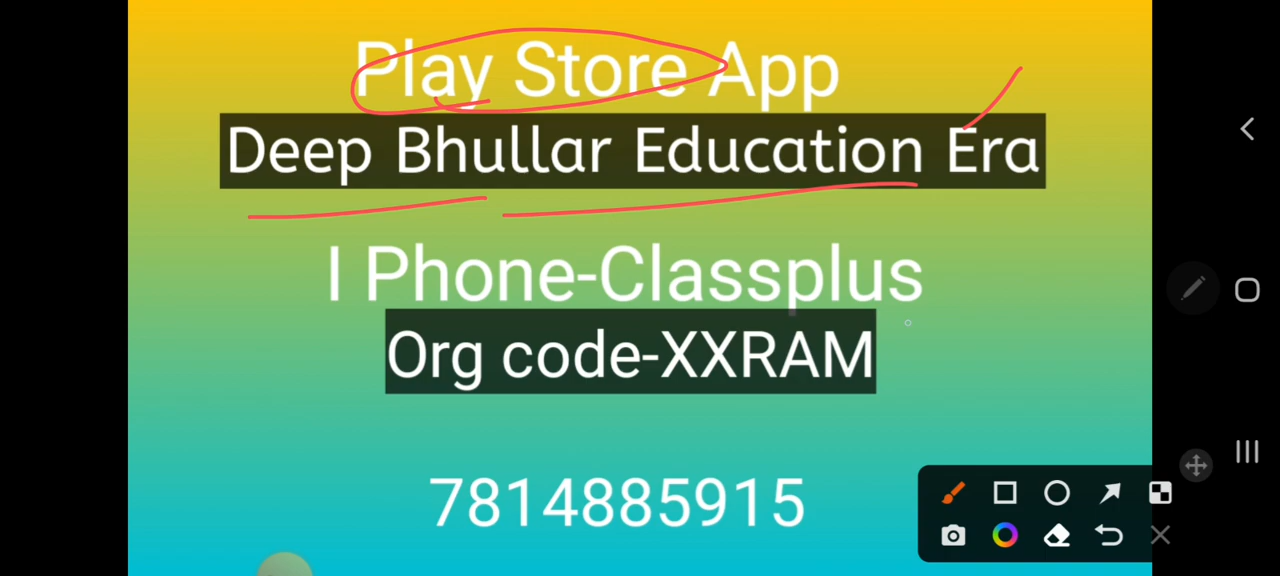 Play Store App
Deep Bhullar Education Era
I Phone-Classplus
Org code-XXRAM
7814885915